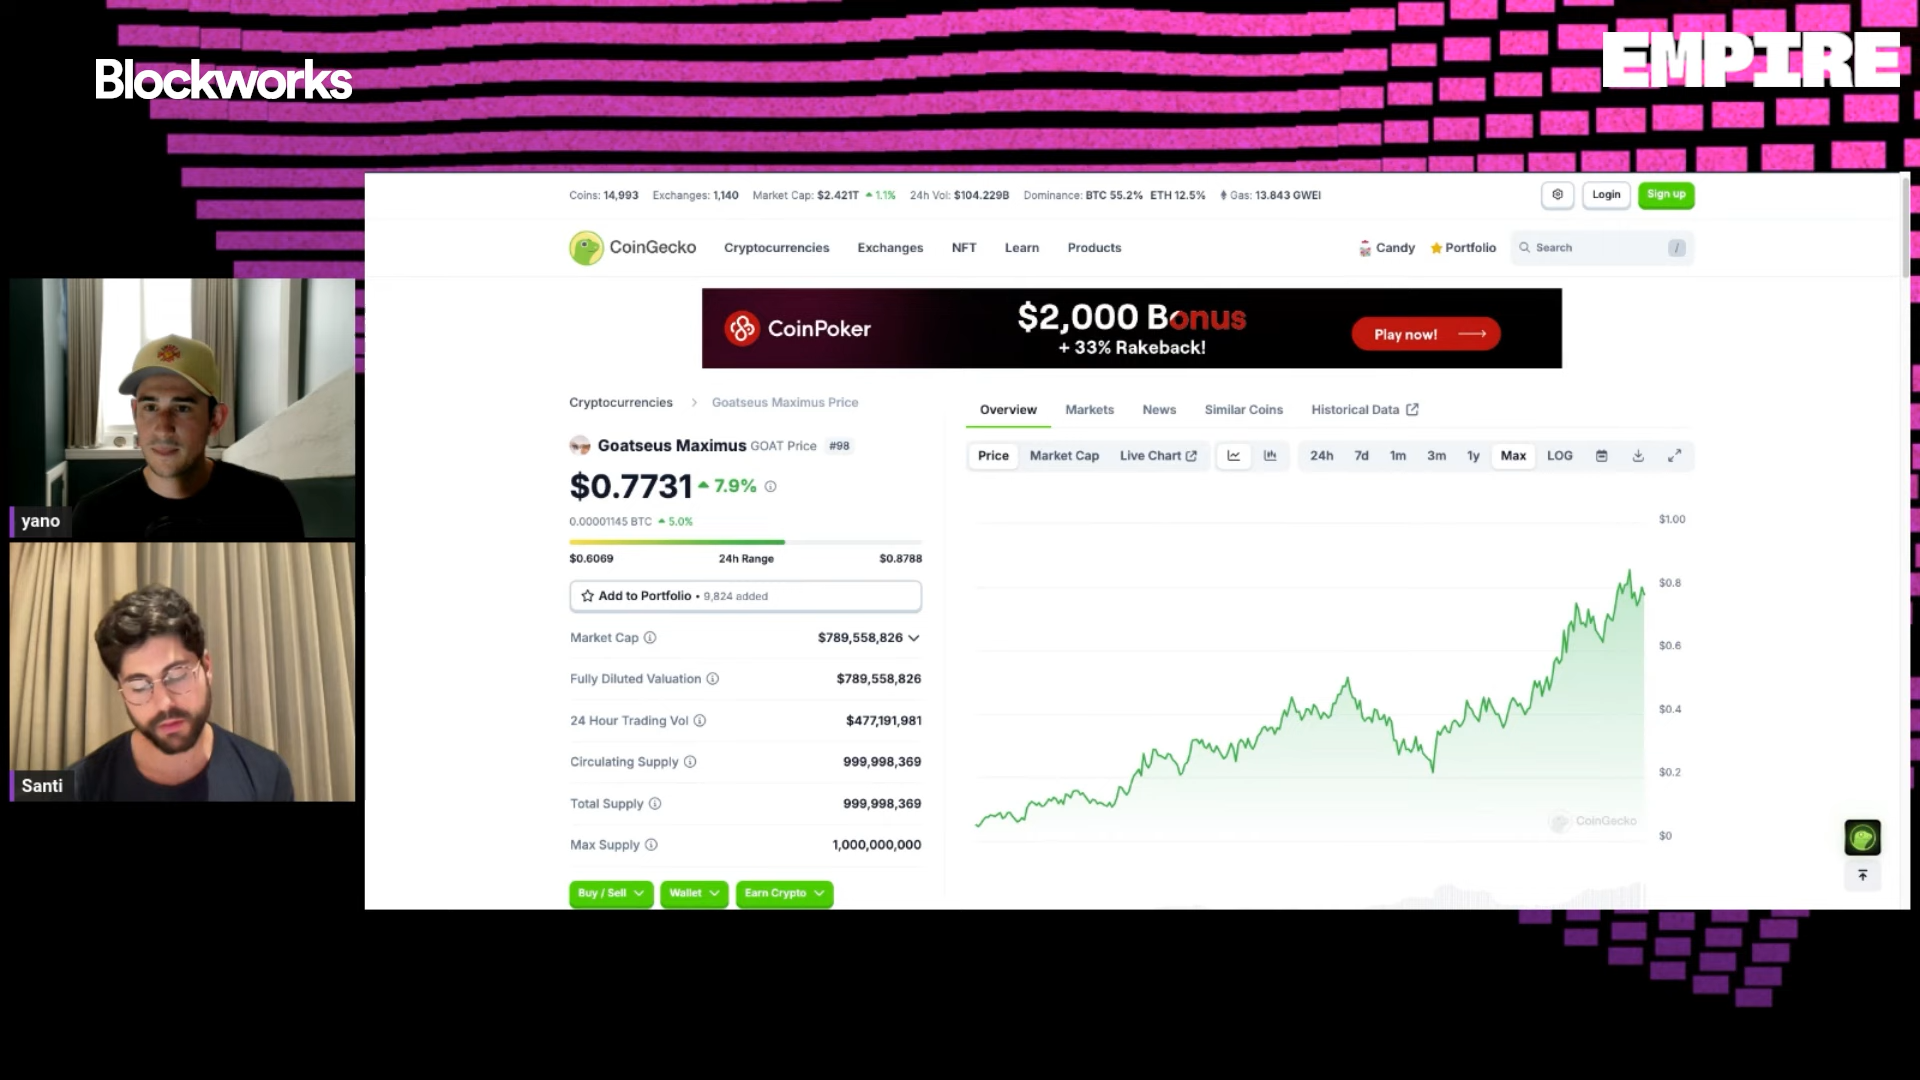 Blockworks
EMPIRE
Coins: 14,993 Exchanges: 1,140 Market Cap: $2.421T 1.1% 24h Vol: $104.229B Dominance: BTC 55.2% ETH 12.5% Gas: 13.843 GWEI
Login
Sign up
CoinGecko
Cryptocurrencies Exchanges NFT Learn Products
Candy Portfolio Search /
CoinPoker
$2,000 Bonus
+ 33% Rakeback!
Play now!
Cryptocurrencies Goatseus Maximus Price
Goatseus Maximus GOAT Price #98
$0.7731 7.9%
0.00001145 BTC 5.0%
$0.6069 24h Range $0.8788
Add to Portfolio • 9,824 added
Market Cap $789,558,826
Fully Diluted Valuation $789,558,826
24 Hour Trading Vol $477,191,981
Circulating Supply 999,998,369
Total Supply 999,998,369
Max Supply 1,000,000,000
Buy / Sell Wallet Earn Crypto
Overview Markets News Similar Coins Historical Data
Price Market Cap Live Chart 24h 7d 1m 3m 1y Max LOG
$1.00
$0.8
$0.6
$0.4
$0.2
$0
CoinGecko
yano
Santi